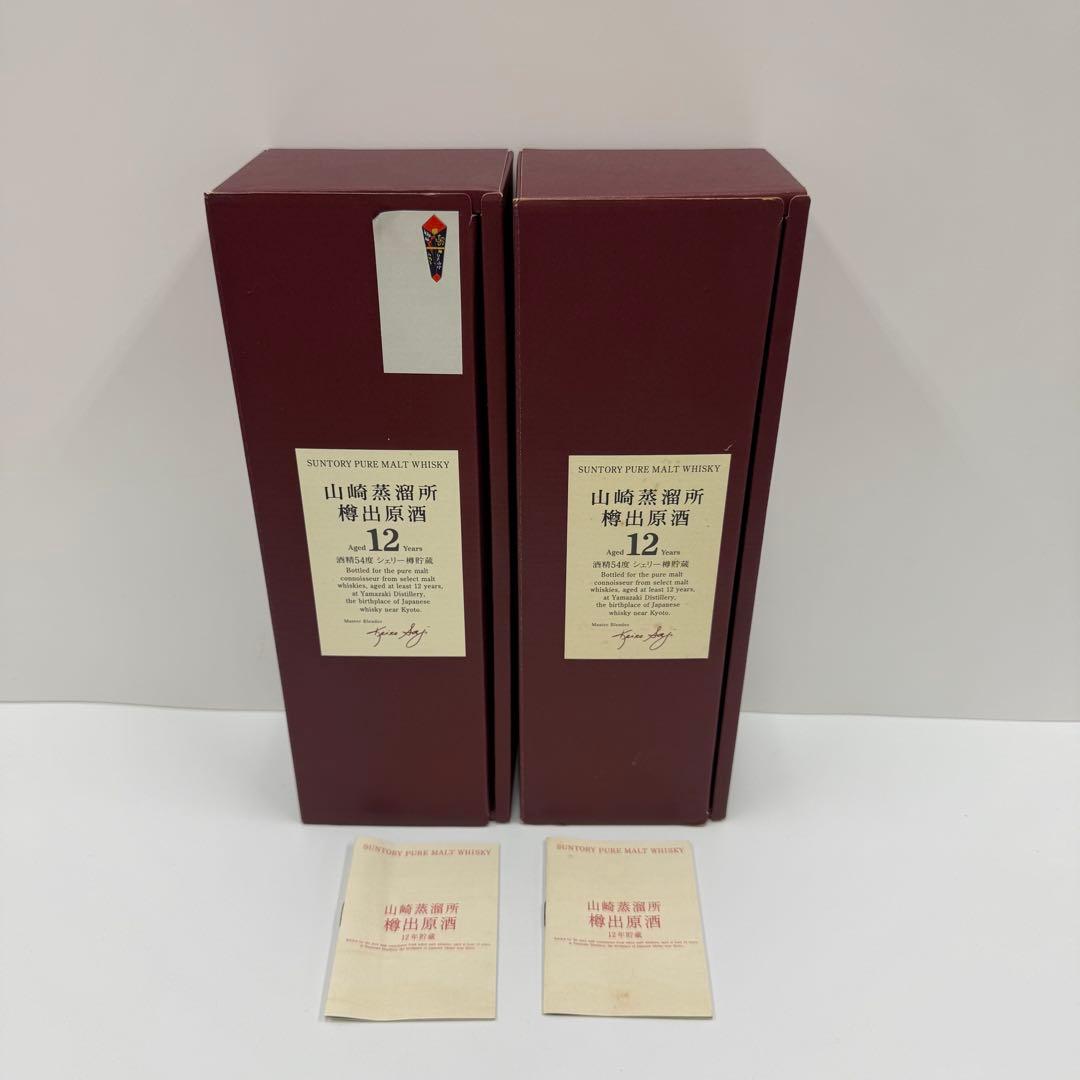 SUNTORY PURE MALT WHISKY
山崎蒸溜所
樽出原酒
Aged 12 Years
酒精54度 シェリー樽貯蔵
Bottled for the pure malt
connoisseur from select malt
whiskies, aged at least 12 years,
at Yamazaki Distillery,
the birthplace of Japanese
whisky near Kyoto.
Master Blender
SUNTORY PURE MALT WHISKY
山崎蒸溜所
樽出原酒
Aged 12 Years
酒精54度 シェリー樽貯蔵
Bottled for the pure malt
connoisseur from select malt
whiskies, aged at least 12 years,
at Yamazaki Distillery,
the birthplace of Japanese
whisky near Kyoto.
Master Blender
SUNTORY PURE MALT WHISKY
山崎蒸溜所
樽出原酒
12年貯蔵
SUNTORY PURE MALT WHISKY
山崎蒸溜所
樽出原酒
12年貯蔵